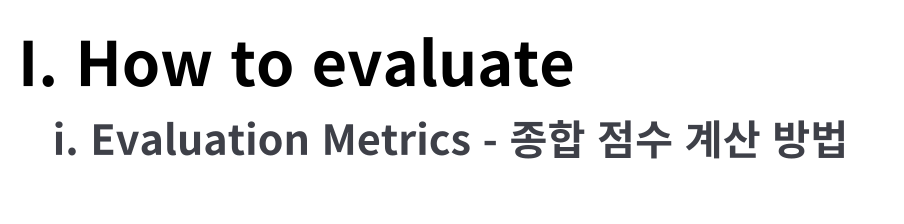 I. How to evaluate
i. Evaluation Metrics - 종합 점수 계산 방법